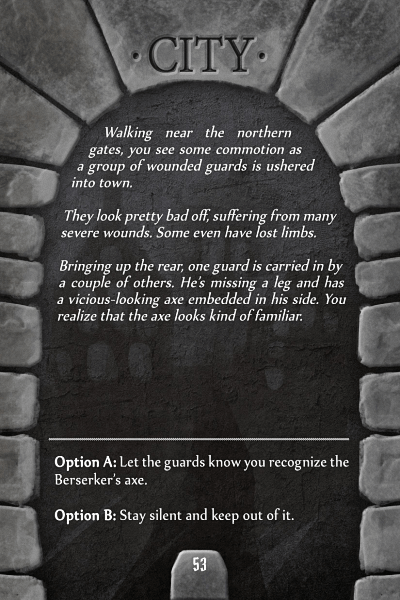 · CITY ·
Walking near the northern
gates, you see some commotion as
a group of wounded guards is ushered
into town.
They look pretty bad off, suffering from many
severe wounds. Some even have lost limbs.
Bringing up the rear, one guard is carried in by
a couple of others. He's missing a leg and has
a vicious-looking axe embedded in his side. You
realize that the axe looks kind of familiar.
Option A: Let the guards know you recognize the
Berserker's axe.
Option B: Stay silent and keep out of it.
53